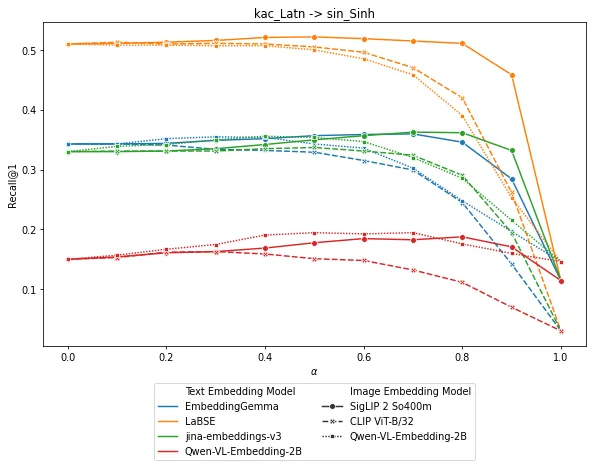 kac_Latn -> sin_Sinh
Recall@1
0.5
0.4
0.3
0.2
0.1
0.0 0.2 0.4 0.6 0.8 1.0
α
Text Embedding Model Image Embedding Model
EmbeddingGemma SigLIP 2 So400m
LaBSE CLIP ViT-B/32
jina-embeddings-v3 Qwen-VL-Embedding-2B
Qwen-VL-Embedding-2B